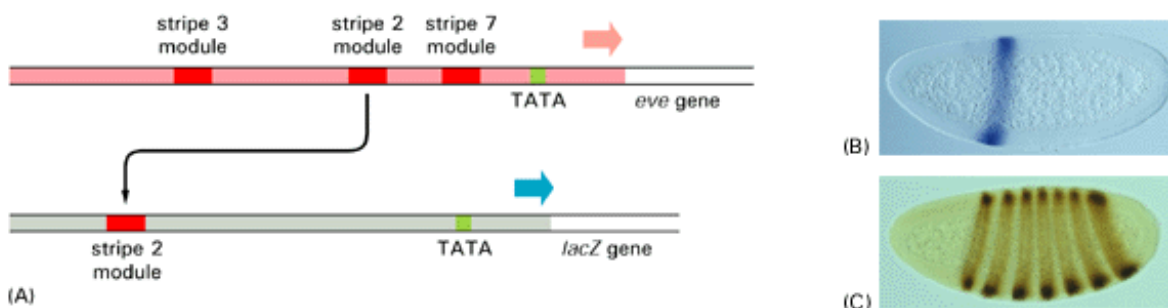 stripe 3
module
stripe 2
module
stripe 7
module
TATA
eve gene
stripe 2
module
TATA
lacZ gene
(A)
(B)
(C)